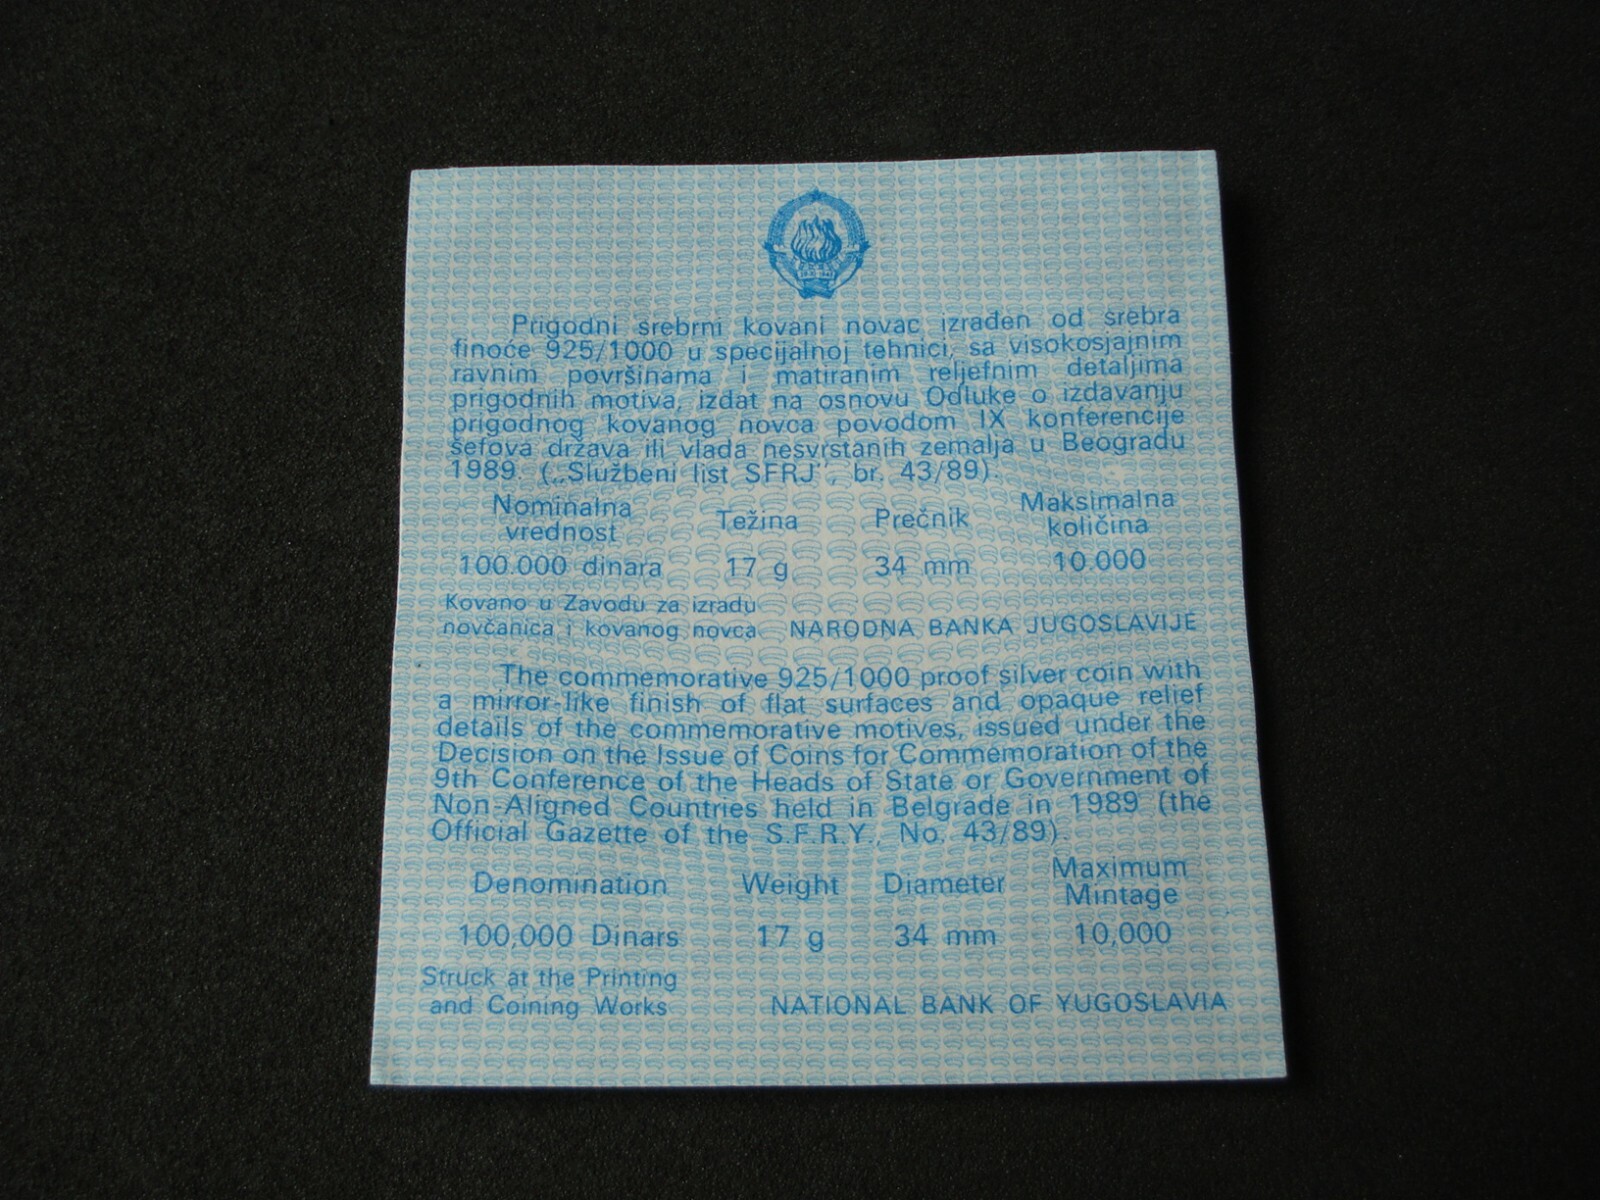 Prigodni srebrni kovani novac izrađen od srebra
finoće 925/1000 u specijalnoj tehnici, sa visokosjajnim
ravnim površinama i matiranim reljefnim detaljima
prigodnih motiva, izdat na osnovu Odluke o izdavanju
prigodnog kovanog novca povodom IX konferencije
šefova država ili vlada nesvrstanih zemalja u Beogradu
1989. („Službeni list SFRJ", br. 43/89).
Nominalna vrednost Težina Prečnik Maksimalna količina
100.000 dinara 17 g 34 mm 10.000
Kovano u Zavodu za izradu
novčanica i kovanog novca NARODNA BANKA JUGOSLAVIJE
The commemorative 925/1000 proof silver coin with
a mirror-like finish of flat surfaces and opaque relief
details of the commemorative motives, issued under the
Decision on the Issue of Coins for Commemoration of the
9th Conference of the Heads of State or Government of
Non-Aligned Countries held in Belgrade in 1989 (the
Official Gazette of the S.F.R.Y., No. 43/89).
Denomination Weight Diameter Maximum Mintage
100,000 Dinars 17 g 34 mm 10,000
Struck at the Printing
and Coining Works NATIONAL BANK OF YUGOSLAVIA